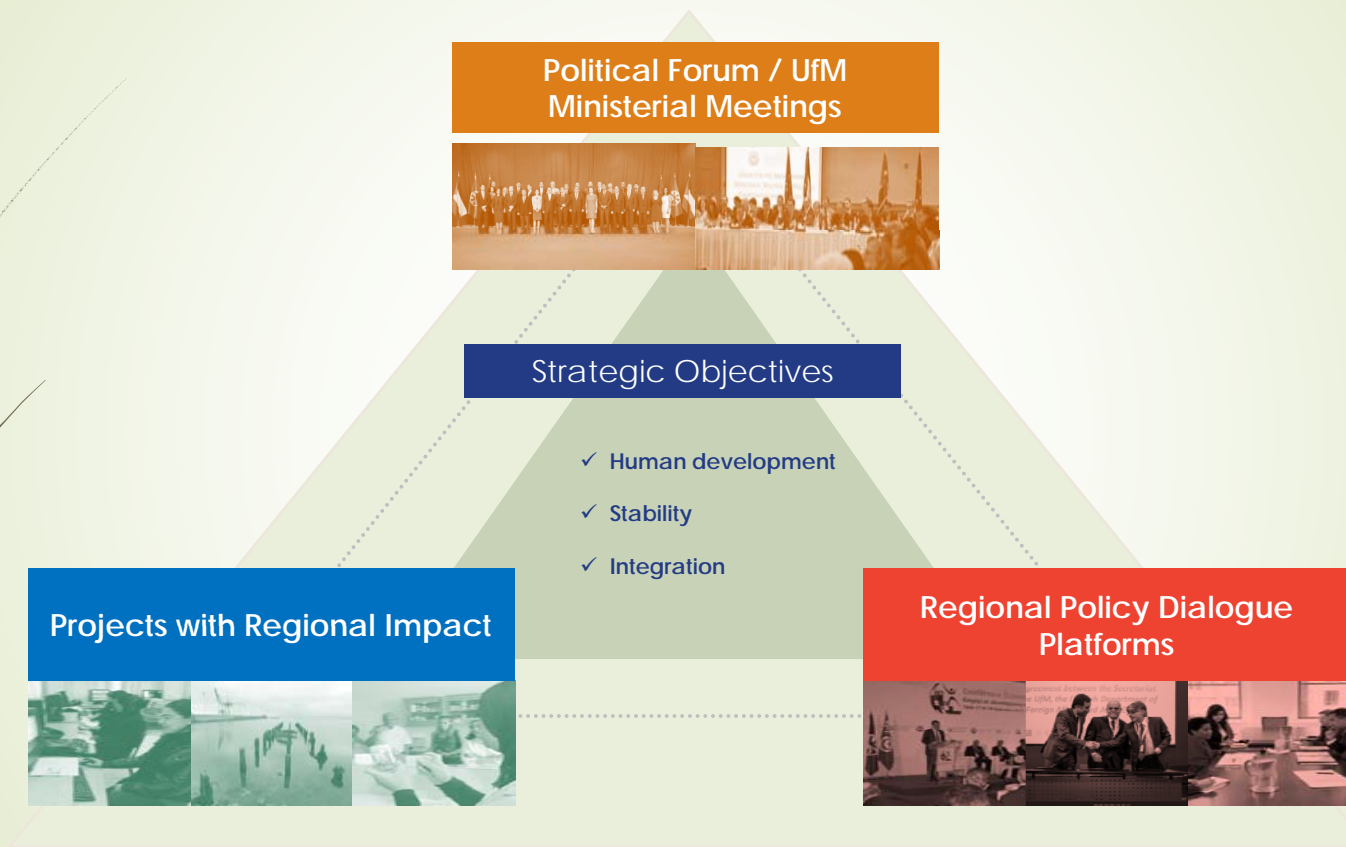 Political Forum / UfM
Ministerial Meetings
Strategic Objectives
✓ Human development
✓ Stability
✓ Integration
Projects with Regional Impact
Regional Policy Dialogue
Platforms